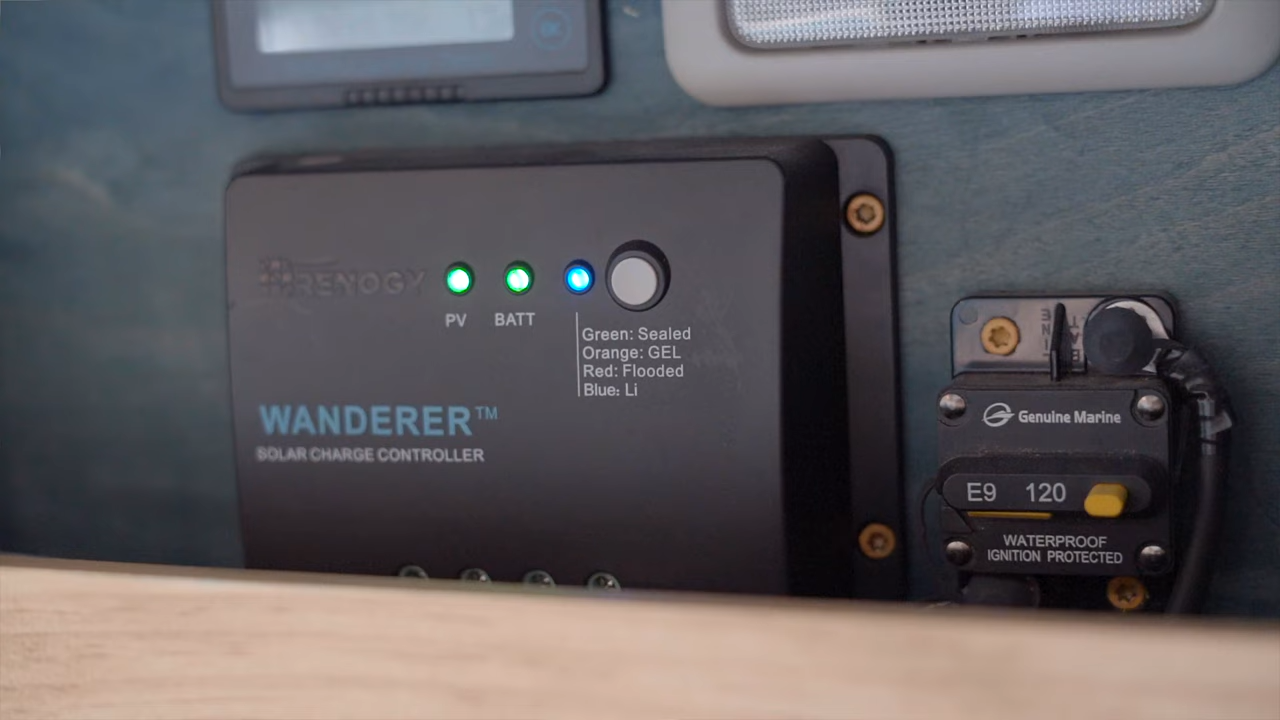 OK
RENOGY
PV
BATT
Green: Sealed
Orange: GEL
Red: Flooded
Blue: Li
WANDERER™
SOLAR CHARGE CONTROLLER
Genuine Marine
E9 120
WATERPROOF
IGNITION PROTECTED